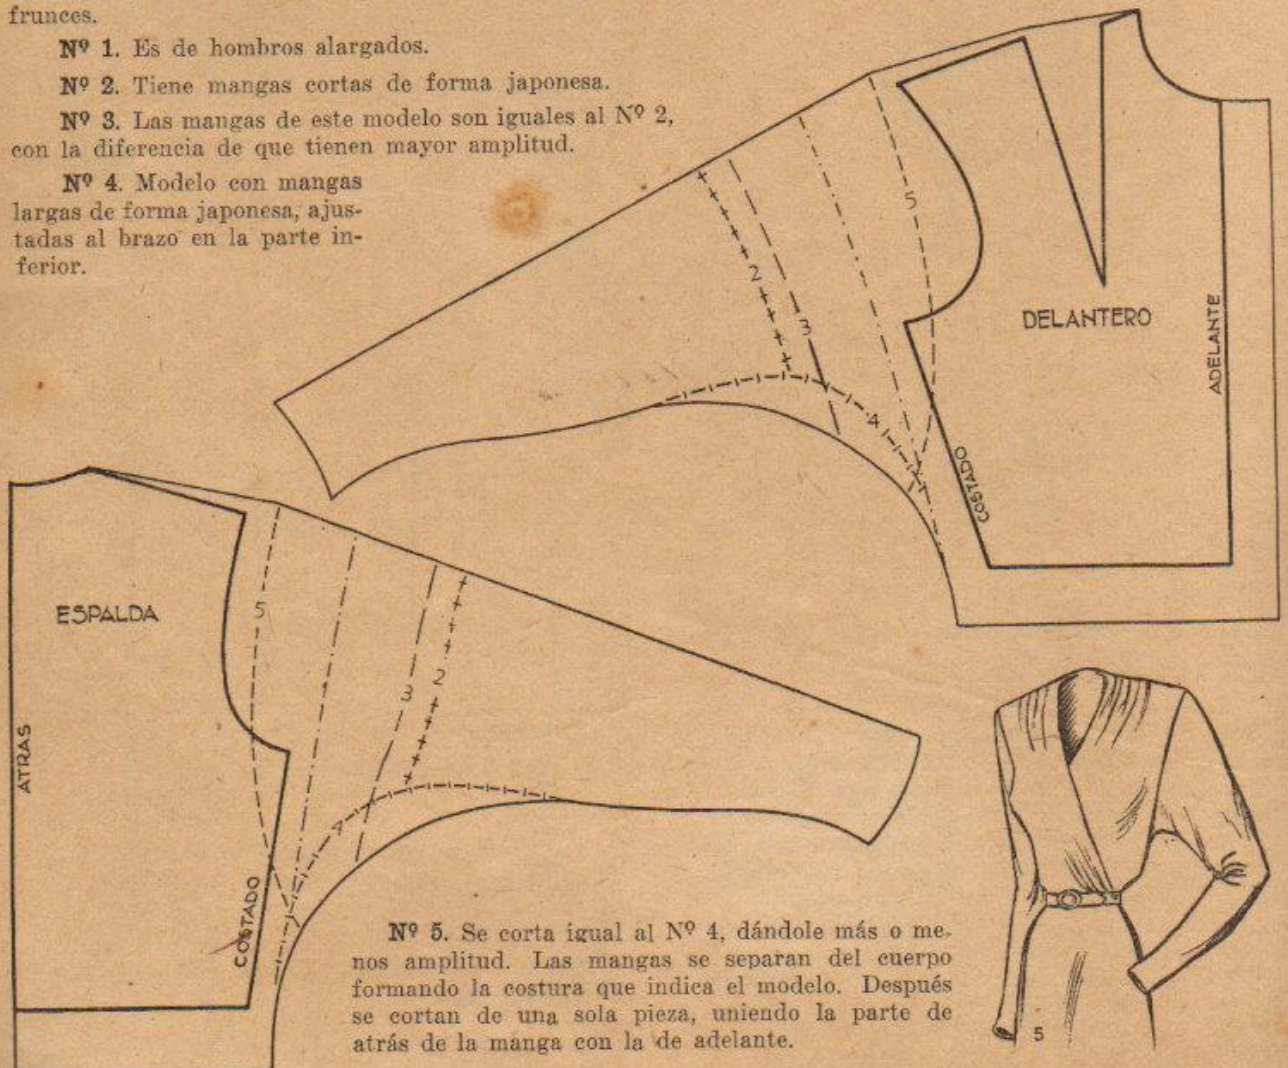 frunces.
Nº 1. Es de hombros alargados.
Nº 2. Tiene mangas cortas de forma japonesa.
Nº 3. Las mangas de este modelo son iguales al Nº 2,
con la diferencia de que tienen mayor amplitud.
Nº 4. Modelo con mangas
largas de forma japonesa, ajus-
tadas al brazo en la parte in-
ferior.
5
2
3
4
DELANTERO
ADELANTE
COSTADO
ESPALDA
ATRAS
5
1
3
2
4
COSTADO
Nº 5. Se corta igual al Nº 4, dándole más o me-
nos amplitud. Las mangas se separan del cuerpo
formando la costura que indica el modelo. Después
se cortan de una sola pieza, uniendo la parte de
atrás de la manga con la de adelante.
5